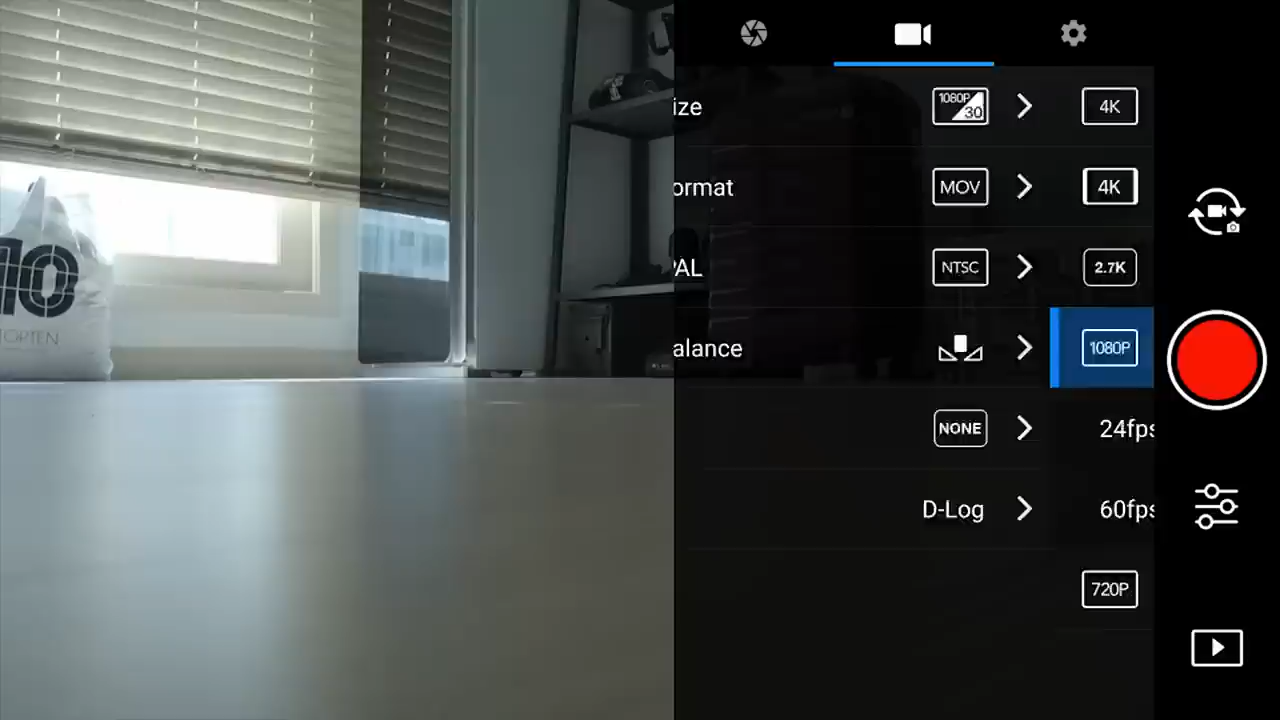 1080P 30
4K
ize
MOV
4K
ormat
NTSC
2.7K
PAL
1080P
alance
NONE
24fps
D-Log
60fps
720P
10
TOPTEN